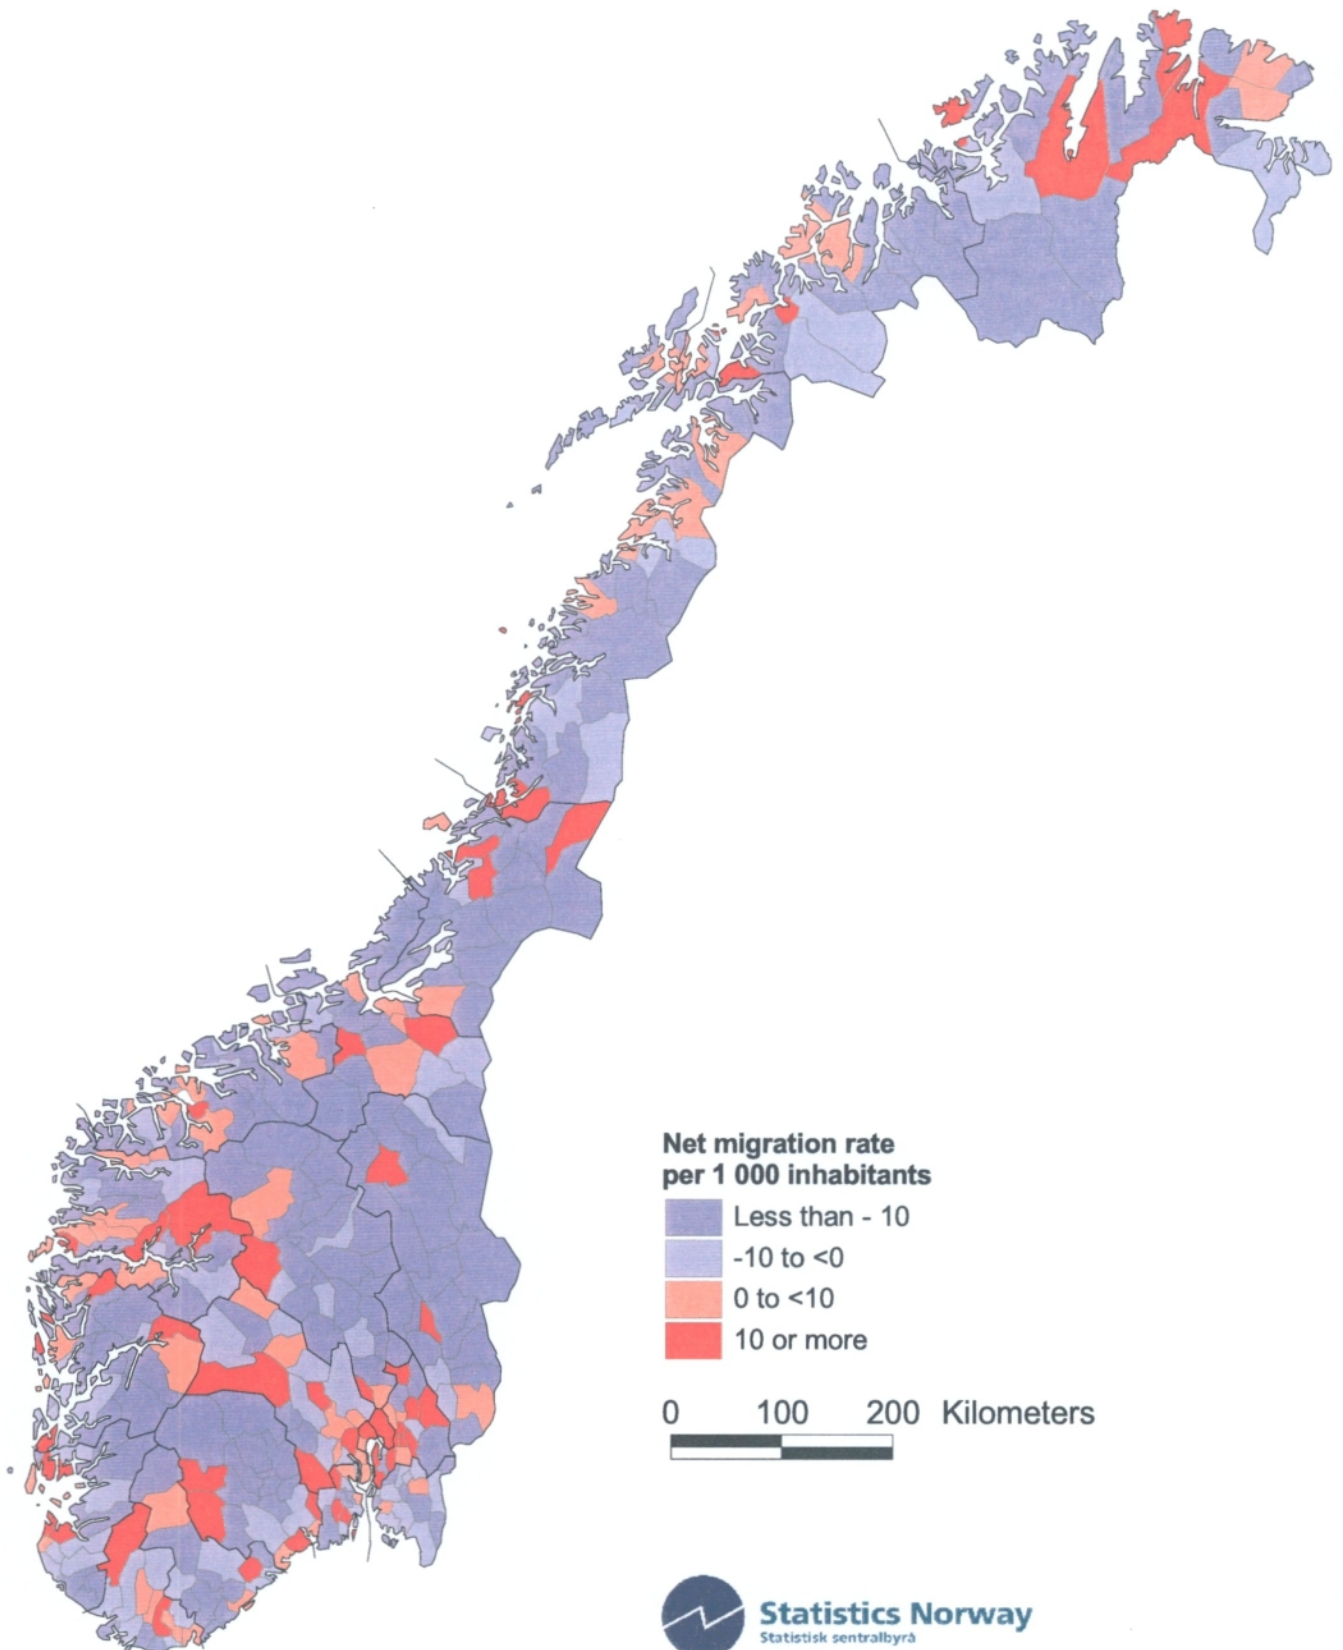 Net migration rate
per 1 000 inhabitants
Less than - 10
-10 to <0
0 to <10
10 or more
0 100 200 Kilometers
Statistics Norway
Statistisk sentralbyrå